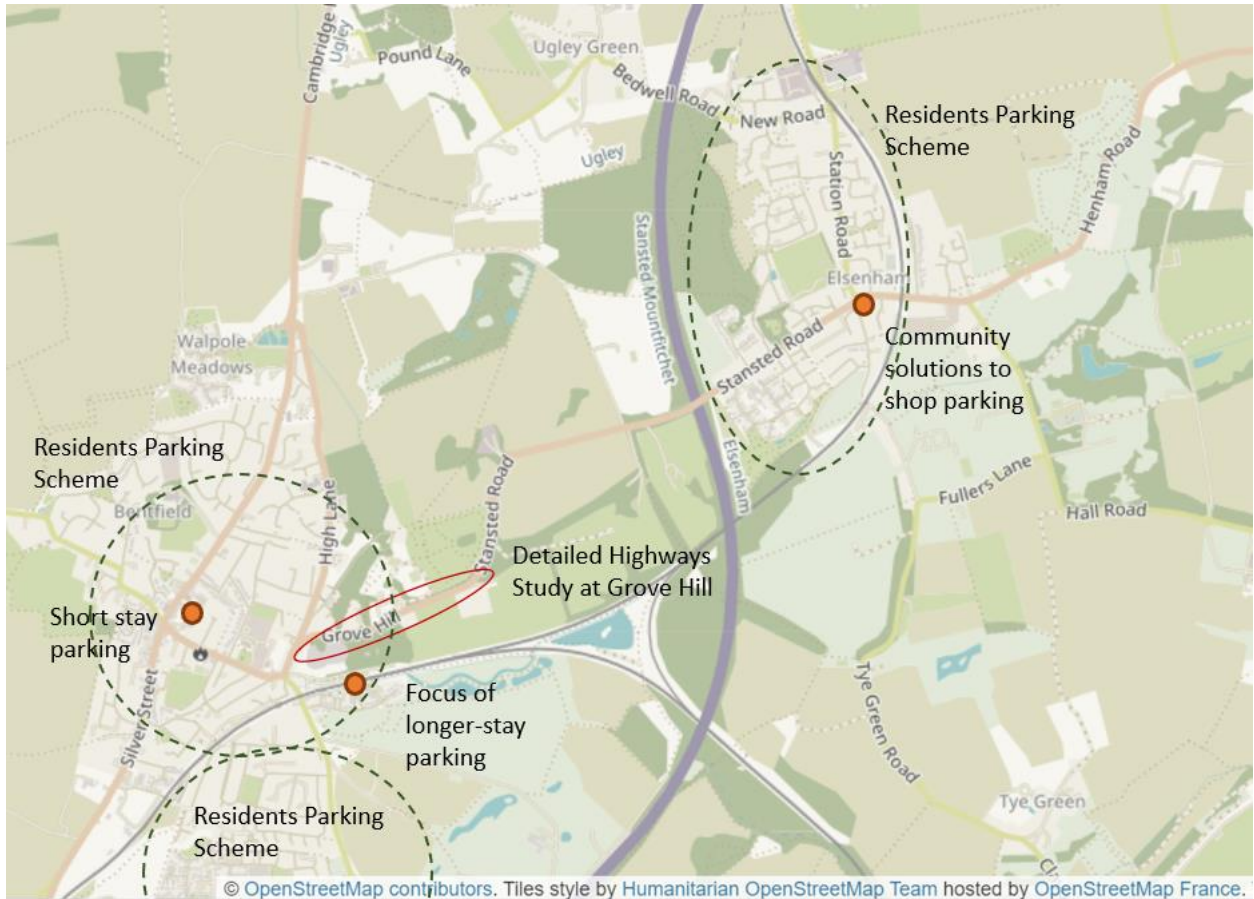 Cambridge
Ugley
Pound Lane
Ugley Green
Bedwell Road
New Road
Residents Parking
Scheme
Ugley
Station Road
Henham Road
Stansted Mountfitchet
Elsenham
Walpole
Meadows
Stansted Road
Community
solutions to
shop parking
Residents Parking
Scheme
Elsenham
Bentfield
High Lane
Stansted Road
Fullers Lane
Hall Road
Detailed Highways
Study at Grove Hill
Short stay
parking
Grove Hill
Silver Street
Focus of
longer-stay
parking
Tye Green Road
Tye Green
Residents Parking
Scheme
© OpenStreetMap contributors. Tiles style by Humanitarian OpenStreetMap Team hosted by OpenStreetMap France.